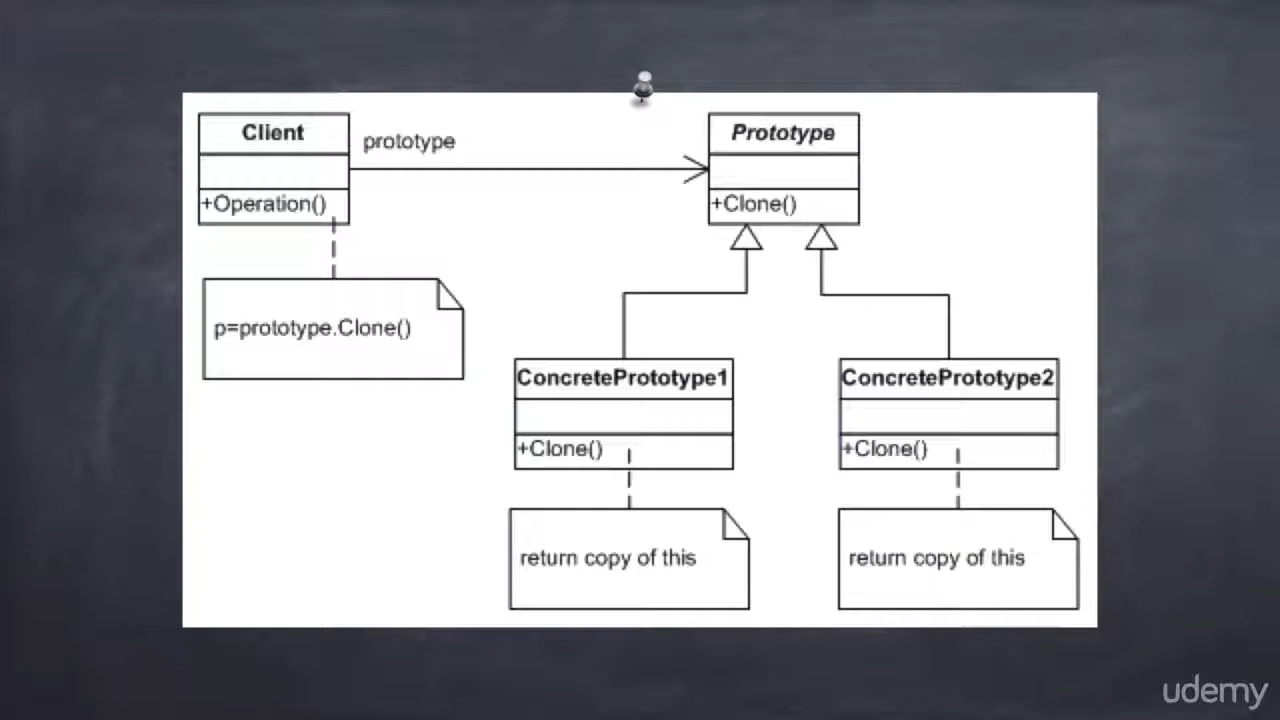 Client
prototype
Prototype
+Operation()
+Clone()
p=prototype.Clone()
ConcretePrototype1
ConcretePrototype2
+Clone()
+Clone()
return copy of this
return copy of this
udemy